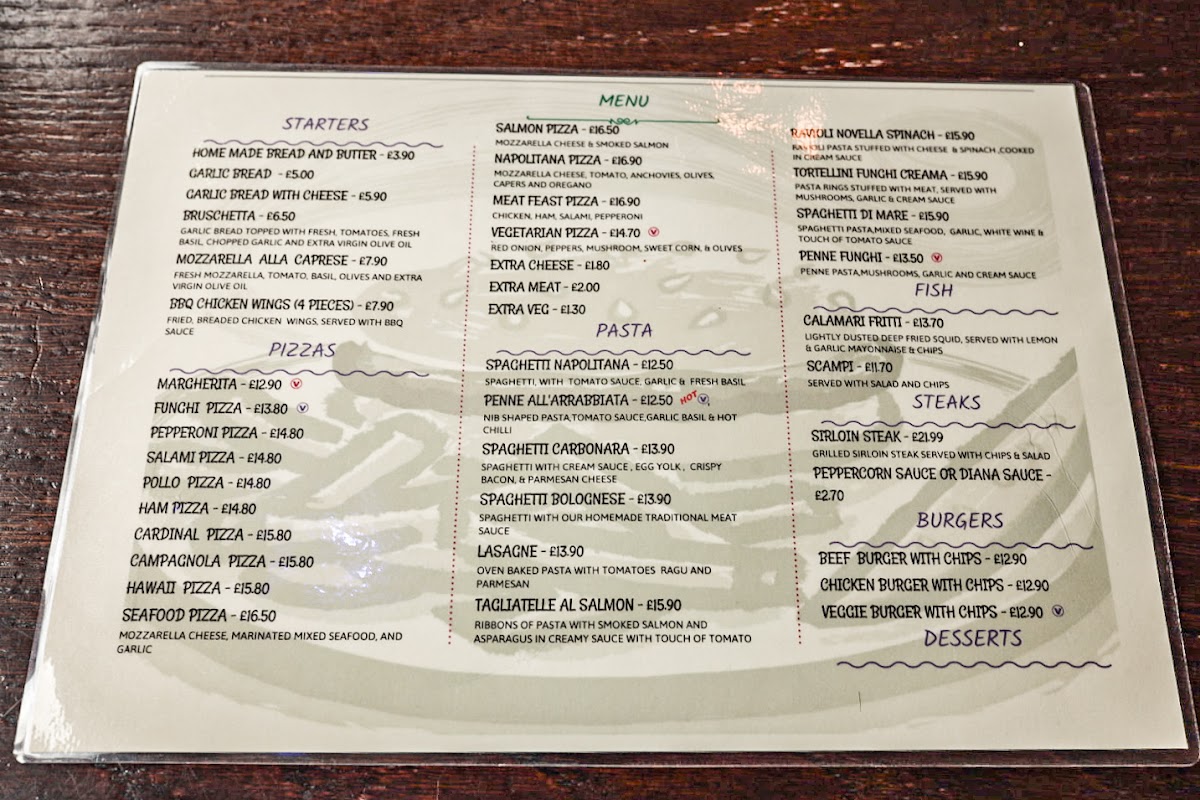 MENU
STARTERS
HOME MADE BREAD AND BUTTER - £3.90
GARLIC BREAD - £5.00
GARLIC BREAD WITH CHEESE - £5.90
BRUSCHETTA - £6.50
GARLIC BREAD TOPPED WITH FRESH, TOMATOES, FRESH
BASIL, CHOPPED GARLIC AND EXTRA VIRGIN OLIVE OIL
MOZZARELLA ALLA CAPRESE - £7.90
FRESH MOZZARELLA, TOMATO, BASIL, OLIVES AND EXTRA
VIRGIN OLIVE OIL
BBQ CHICKEN WINGS (4 PIECES) - £7.90
FRIED, BREADED CHICKEN WINGS, SERVED WITH BBQ
SAUCE
PIZZAS
MARGHERITA - £12.90 V
FUNGHI PIZZA - £13.80 V
PEPPERONI PIZZA - £14.80
SALAMI PIZZA - £14.80
POLLO PIZZA - £14.80
HAM PIZZA - £14.80
CARDINAL PIZZA - £15.80
CAMPAGNOLA PIZZA - £15.80
HAWAII PIZZA - £15.80
SEAFOOD PIZZA - £16.50
MOZZARELLA CHEESE, MARINATED MIXED SEAFOOD, AND
GARLIC
SALMON PIZZA - £16.50
MOZZARELLA CHEESE & SMOKED SALMON
NAPOLITANA PIZZA - £16.90
MOZZARELLA CHEESE, TOMATO, ANCHOVIES, OLIVES,
CAPERS AND OREGANO
MEAT FEAST PIZZA - £16.90
CHICKEN, HAM, SALAMI, PEPPERONI
VEGETARIAN PIZZA - £14.70 V
RED ONION, PEPPERS, MUSHROOM, SWEET CORN, & OLIVES
EXTRA CHEESE - £1.80
EXTRA MEAT - £2.00
EXTRA VEG - £1.30
PASTA
SPAGHETTI NAPOLITANA - £12.50
SPAGHETTI, WITH TOMATO SAUCE, GARLIC & FRESH BASIL
PENNE ALL'ARRABBIATA - £12.50 HOT V
NIB SHAPED PASTA,TOMATO SAUCE,GARLIC BASIL & HOT
CHILLI
SPAGHETTI CARBONARA - £13.90
SPAGHETTI WITH CREAM SAUCE , EGG YOLK , CRISPY
BACON, & PARMESAN CHEESE
SPAGHETTI BOLOGNESE - £13.90
SPAGHETTI WITH OUR HOMEMADE TRADITIONAL MEAT
SAUCE
LASAGNE - £13.90
OVEN BAKED PASTA WITH TOMATOES RAGU AND
PARMESAN
TAGLIATELLE AL SALMON - £15.90
RIBBONS OF PASTA WITH SMOKED SALMON AND
ASPARAGUS IN CREAMY SAUCE WITH TOUCH OF TOMATO
RAVIOLI NOVELLA SPINACH - £15.90
RAVIOLI PASTA STUFFED WITH CHEESE & SPINACH ,COOKED
IN CREAM SAUCE
TORTELLINI FUNGHI CREAMA - £15.90
PASTA RINGS STUFFED WITH MEAT, SERVED WITH
MUSHROOMS, GARLIC & CREAM SAUCE
SPAGHETTI DI MARE - £15.90
SPAGHETTI PASTA,MIXED SEAFOOD, GARLIC, WHITE WINE &
TOUCH OF TOMATO SAUCE
PENNE FUNGHI - £13.50 V
PENNE PASTA,MUSHROOMS, GARLIC AND CREAM SAUCE
FISH
CALAMARI FRITTI - £13.70
LIGHTLY DUSTED DEEP FRIED SQUID, SERVED WITH LEMON
& GARLIC MAYONNAISE & CHIPS
SCAMPI - £11.70
SERVED WITH SALAD AND CHIPS
STEAKS
SIRLOIN STEAK - £21.99
GRILLED SIRLOIN STEAK SERVED WITH CHIPS & SALAD
PEPPERCORN SAUCE OR DIANA SAUCE -
£2.70
BURGERS
BEEF BURGER WITH CHIPS - £12.90
CHICKEN BURGER WITH CHIPS - £12.90
VEGGIE BURGER WITH CHIPS - £12.90 V
DESSERTS